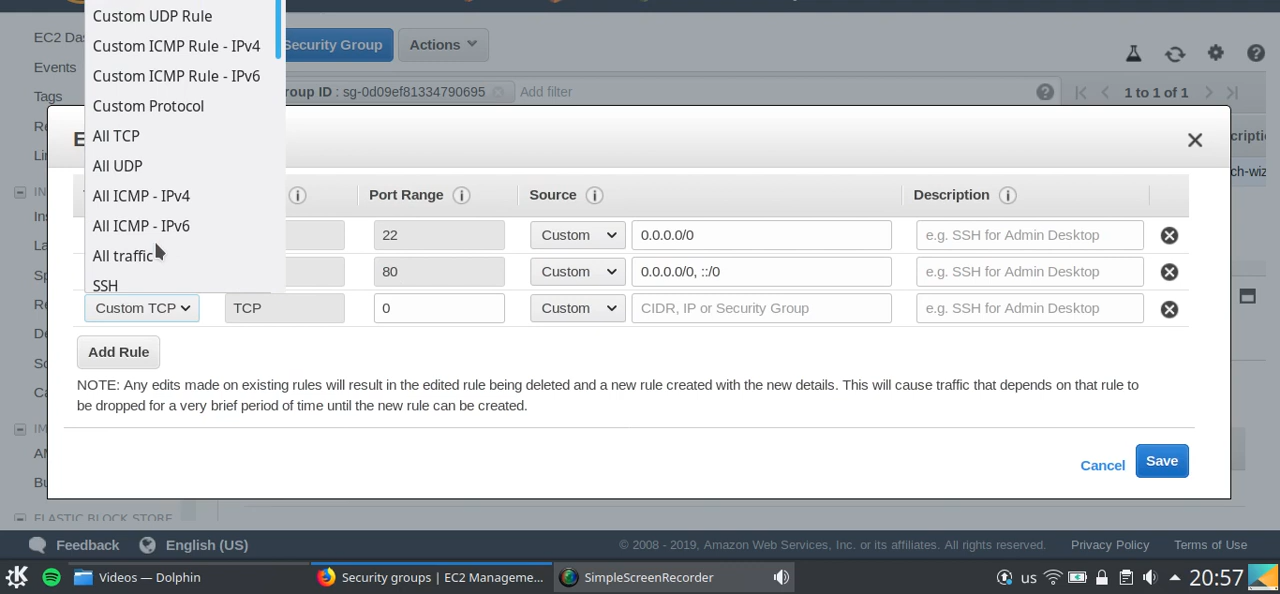 Custom UDP Rule
Custom ICMP Rule - IPv4
Custom ICMP Rule - IPv6
Custom Protocol
All TCP
All UDP
All ICMP - IPv4
All ICMP - IPv6
All traffic
SSH
EC2 Da
Events
Tags
Security Group
Actions
roup ID : sg-0d09ef81334790695
Add filter
1 to 1 of 1
Port Range
Source
Description
22
Custom
0.0.0.0/0
e.g. SSH for Admin Desktop
80
Custom
0.0.0.0/0, ::/0
e.g. SSH for Admin Desktop
Custom TCP
TCP
0
Custom
CIDR, IP or Security Group
e.g. SSH for Admin Desktop
Add Rule
NOTE: Any edits made on existing rules will result in the edited rule being deleted and a new rule created with the new details. This will cause traffic that depends on that rule to
be dropped for a very brief period of time until the new rule can be created.
Cancel
Save
ELASTIC BLOCK STORE
Feedback
English (US)
© 2008 - 2019, Amazon Web Services, Inc. or its affiliates. All rights reserved.
Privacy Policy
Terms of Use
Videos — Dolphin
Security groups | EC2 Manageme...
SimpleScreenRecorder
us
20:57